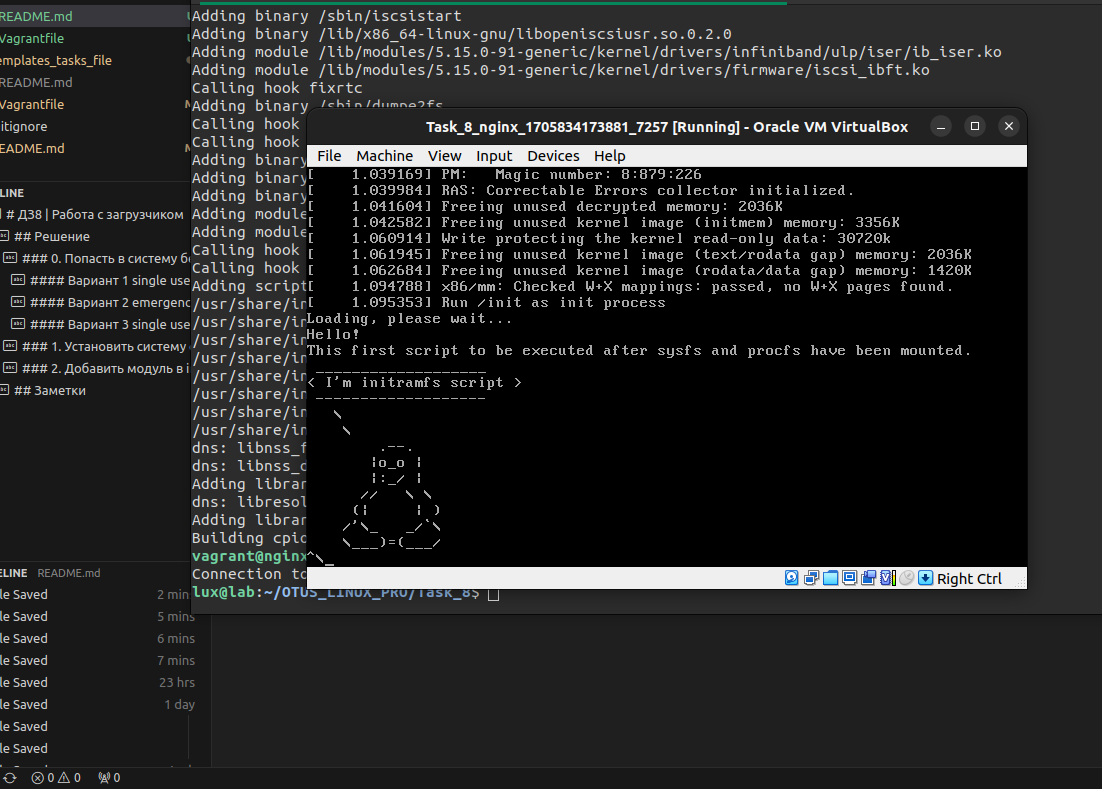 README.md
Vagrantfile
emplates_tasks_file
README.md
Vagrantfile
itignore
EADME.md
LINE
# ДЗ8 | Работа с загрузчиком
## Решение
### 0. Попасть в систему бе
#### Вариант 1 single use
#### Вариант 2 emergenc
#### Вариант 3 single use
### 1. Установить систему
### 2. Добавить модуль в i
## Заметки
ELINE README.md
le Saved 2 min
le Saved 5 mins
le Saved 6 mins
le Saved 7 mins
le Saved 23 hrs
le Saved 1 day
le Saved
le Saved
0 0 0
Adding binary /sbin/iscsistart
Adding binary /lib/x86_64-linux-gnu/libopeniscsiusr.so.0.2.0
Adding module /lib/modules/5.15.0-91-generic/kernel/drivers/infiniband/ulp/iser/ib_iser.ko
Adding module /lib/modules/5.15.0-91-generic/kernel/drivers/firmware/iscsi_ibft.ko
Calling hook fixrtc
Adding binary /sbin/dumpe2fs
Calling hook
Calling hook
Adding binary
Adding binary
Adding binary
Adding module
Adding module
Calling hook
Calling hook
Adding script
/usr/share/in
/usr/share/in
/usr/share/in
/usr/share/in
/usr/share/in
/usr/share/in
/usr/share/in
/usr/share/in
dns: libnss_f
dns: libnss_d
Adding librar
dns: libresol
Adding librar
Building cpio
vagrant@nginx
Connection to
lux@lab:~/OTUS_LINUX_PRO/Task_8$
Task_8_nginx_1705834173881_7257 [Running] - Oracle VM VirtualBox
File Machine View Input Devices Help
[    1.039169] PM:   Magic number: 8:879:226
[    1.039984] RAS: Correctable Errors collector initialized.
[    1.041604] Freeing unused decrypted memory: 2036K
[    1.042582] Freeing unused kernel image (initmem) memory: 3356K
[    1.060914] Write protecting the kernel read-only data: 30720k
[    1.061945] Freeing unused kernel image (text/rodata gap) memory: 2036K
[    1.062684] Freeing unused kernel image (rodata/data gap) memory: 1420K
[    1.094788] x86/mm: Checked W+X mappings: passed, no W+X pages found.
[    1.095353] Run /init as init process
Loading, please wait...
Hello!
This first script to be executed after sysfs and procfs have been mounted.
 ___________________
< I'm initramfs script >
 -------------------
   \
    \
        .--.
       |o_o |
       |:_/ |
      //   \ \
     (|     | )
    /'\_   _/`\
    \___)=(___/
^\_
Right Ctrl